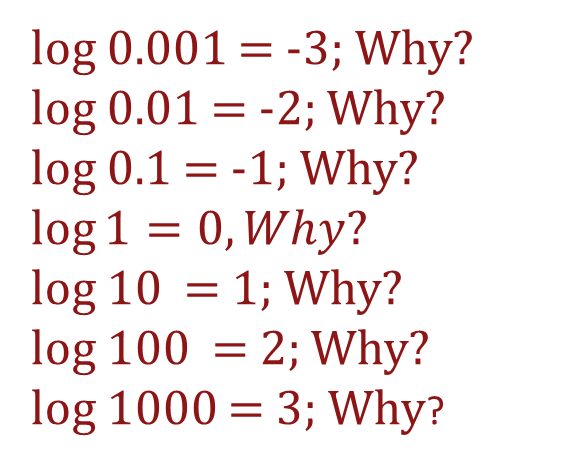 log 0.001 = -3; Why?
log 0.01 = -2; Why?
log 0.1 = -1; Why?
log 1 = 0, Why?
log 10 = 1; Why?
log 100 = 2; Why?
log 1000 = 3; Why?